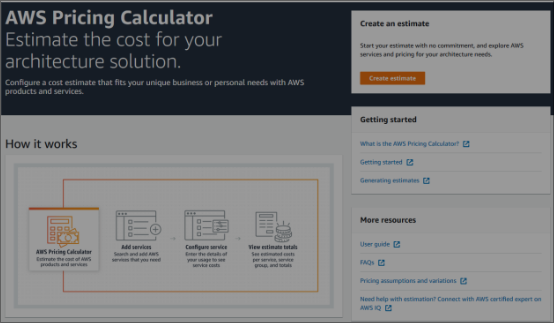 AWS Pricing Calculator
Estimate the cost for your
architecture solution.
Configure a cost estimate that fits your unique business or personal needs with AWS
products and services.
Create an estimate
Start your estimate with no commitment, and explore AWS
services and pricing for your architecture needs.
Create estimate
How it works
AWS Pricing Calculator
Estimate the cost of AWS
products and services
Add services
Search and add AWS
services that you need!
Configure service
Enter the details of
your usage to see
service costs
View estimate totals
See estimated costs
per service, service
group, and totals
Getting started
What is the AWS Pricing Calculator?
Getting started
Generating estimates
More resources
User guide
FAQs
Pricing assumptions and variations
Need help with estimation? Connect with AWS certified expert on
AWS IQ